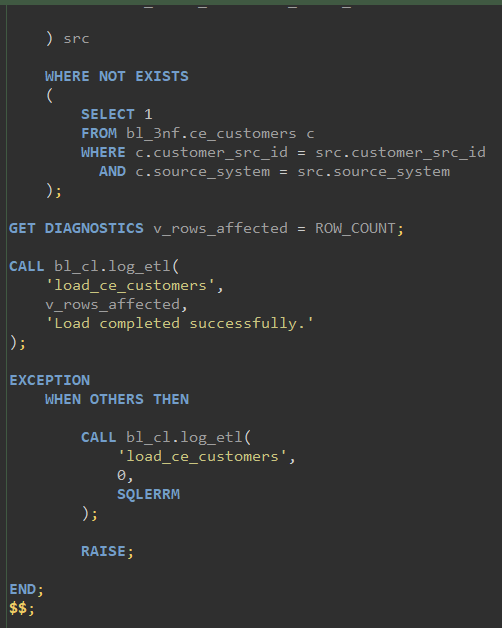 ) src
WHERE NOT EXISTS
(
SELECT 1
FROM bl_3nf.ce_customers c
WHERE c.customer_src_id = src.customer_src_id
AND c.source_system = src.source_system
);
GET DIAGNOSTICS v_rows_affected = ROW_COUNT;
CALL bl_cl.log_etl(
'load_ce_customers',
v_rows_affected,
'Load completed successfully.'
);
EXCEPTION
WHEN OTHERS THEN
CALL bl_cl.log_etl(
'load_ce_customers',
0,
SQLERRM
);
RAISE;
END;
$$;